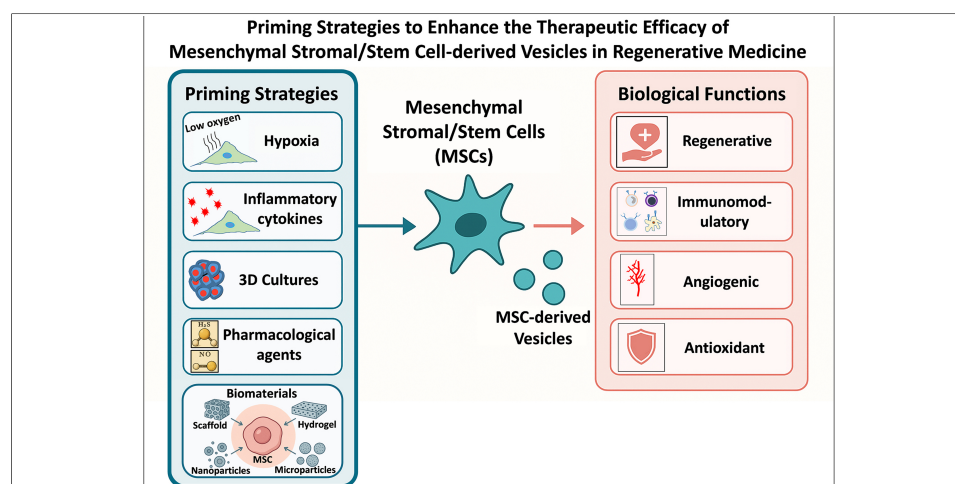 Priming Strategies to Enhance the Therapeutic Efficacy of
Mesenchymal Stromal/Stem Cell-derived Vesicles in Regenerative Medicine
Priming Strategies
Low oxygen
Hypoxia
Inflammatory
cytokines
3D Cultures
H₂S
NO
Pharmacological
agents
Biomaterials
Scaffold
Hydrogel
MSC
Nanoparticles
Microparticles
Mesenchymal
Stromal/Stem Cells
(MSCs)
MSC-derived
Vesicles
Biological Functions
Regenerative
Immunomod-
ulatory
Angiogenic
Antioxidant